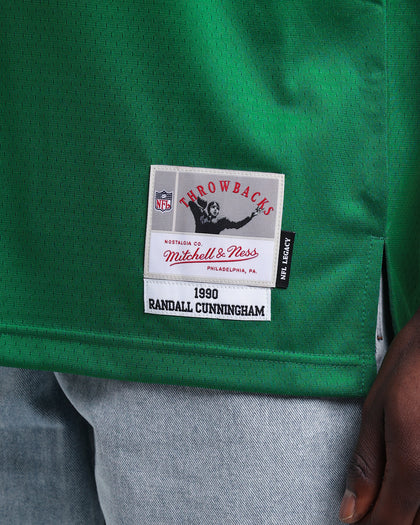 THROWBACKS
NFL
NOSTALGIA CO.
Mitchell & Ness
PHILADELPHIA, PA.
NFL LEGACY
1990
RANDALL CUNNINGHAM